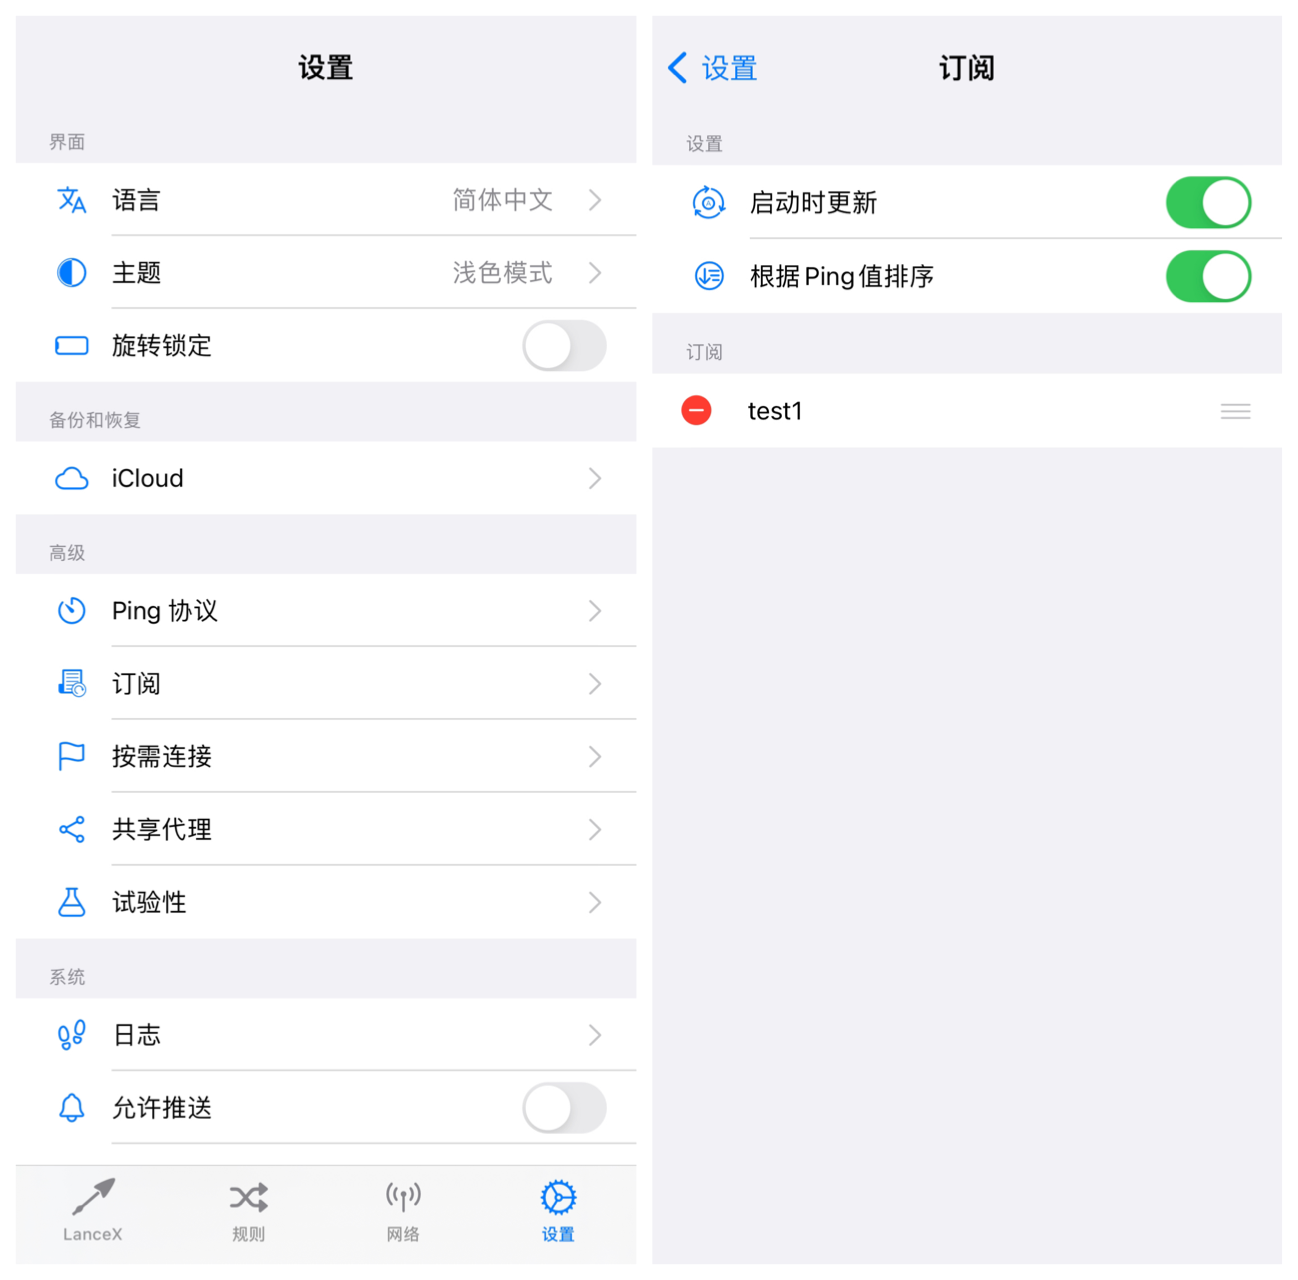 设置
界面
语言 简体中文
主题 浅色模式
旋转锁定
备份和恢复
iCloud
高级
Ping 协议
订阅
按需连接
共享代理
试验性
系统
日志
允许推送
LanceX 规则 网络 设置
设置 订阅
设置
启动时更新
根据Ping值排序
订阅
test1